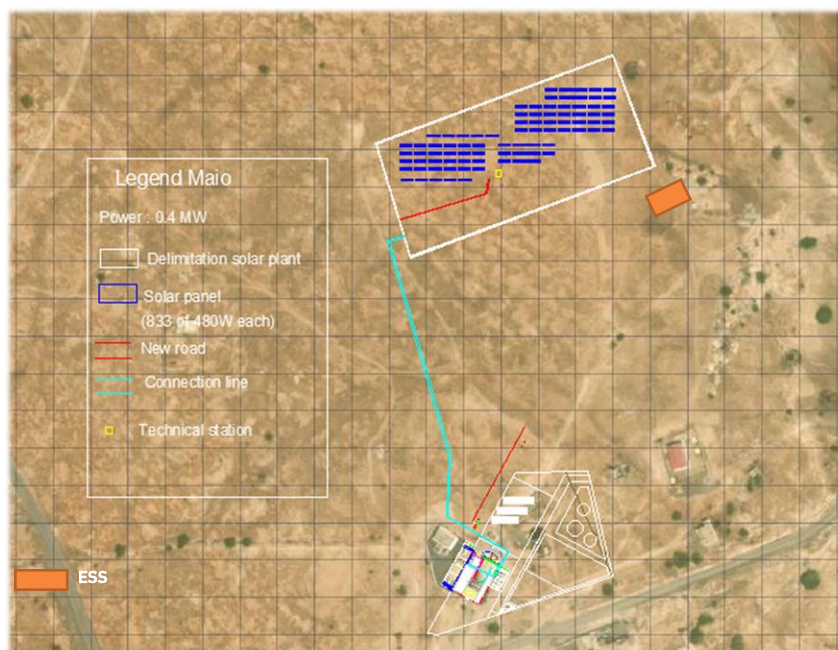 Legend Maio
Power : 0.4 MW
Delimitation solar plant
Solar panel
(833 of 480W each)
New road
Connection line
Technical station
ESS